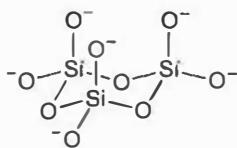 O⁻ O⁻ O⁻
⁻O Si O Si O⁻
O Si O
⁻O